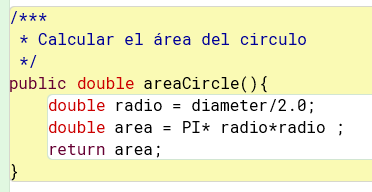 /***
 * Calcular el área del circulo
 */
public double areaCircle(){
    double radio = diameter/2.0;
    double area = PI* radio*radio ;
    return area;
}